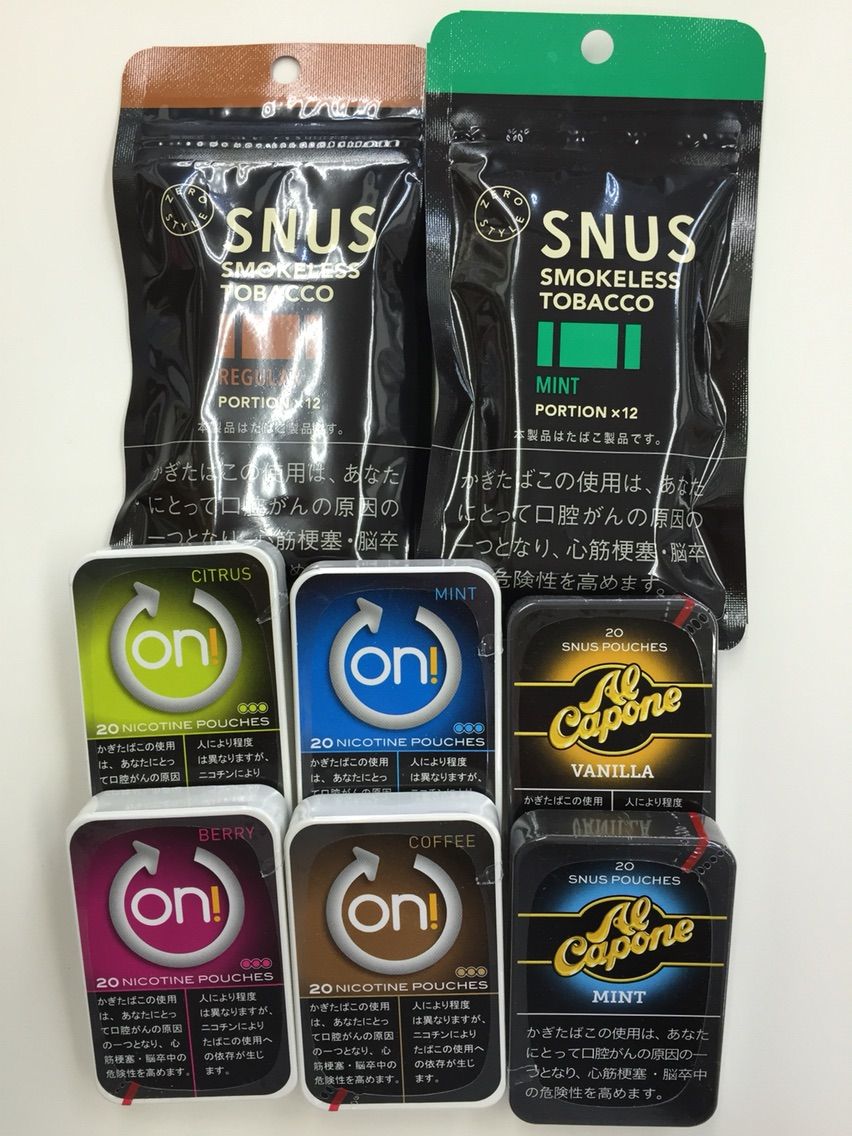 ZERO
STYLE
SNUS
SMOKELESS
TOBACCO
REGULAR
PORTION ×12
本製品はたばこ製品です。
かぎたばこの使用は、あなた
にとって口腔がんの原因の
一つとなり、心筋梗塞・脳卒
ZERO
STYLE
SNUS
SMOKELESS
TOBACCO
MINT
PORTION ×12
本製品はたばこ製品です。
かぎたばこの使用は、あなた
にとって口腔がんの原因の
一つとなり、心筋梗塞・脳卒
の危険性を高めます。
CITRUS
on!
20 NICOTINE POUCHES
かぎたばこの使用
は、あなたにとっ
て口腔がんの原因
人により程度
は異なりますが、
ニコチンにより
MINT
on!
20 NICOTINE POUCHES
かぎたばこの使用
は、あなたにとっ
て口腔がんの原因
人により程度
は異なりますが、
ニコチンにより
20
SNUS POUCHES
Al
Capone
VANILLA
かぎたばこの使用
人により程度
BERRY
on!
20 NICOTINE POUCHES
かぎたばこの使用
は、あなたにとっ
て口腔がんの原因
の一つとなり、心
筋梗塞・脳卒中の
危険性を高めます。
人により程度
は異なりますが、
ニコチンにより
たばこの使用へ
の依存が生じ
ます。
COFFEE
on!
20 NICOTINE POUCHES
かぎたばこの使用
は、あなたにとっ
て口腔がんの原因
の一つとなり、心
筋梗塞・脳卒中の
危険性を高めます。
人により程度
は異なりますが、
ニコチンにより
たばこの使用へ
の依存が生じ
ます。
VANILLA
20
SNUS POUCHES
Al
Capone
MINT
かぎたばこの使用は、あなた
にとって口腔がんの原因の一
つとなり、心筋梗塞・脳卒中
の危険性を高めます。